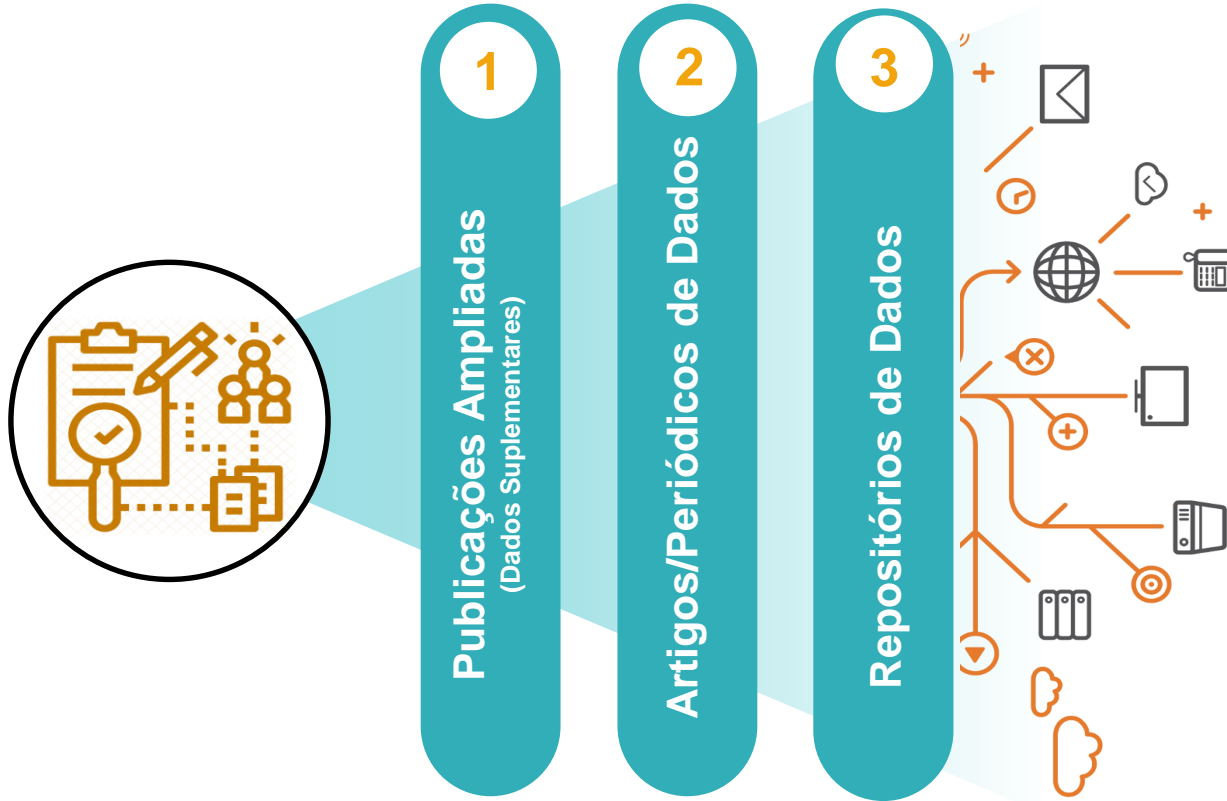 1
Publicações Ampliadas
(Dados Suplementares)
2
Artigos/Periódicos de Dados
3
Repositórios de Dados